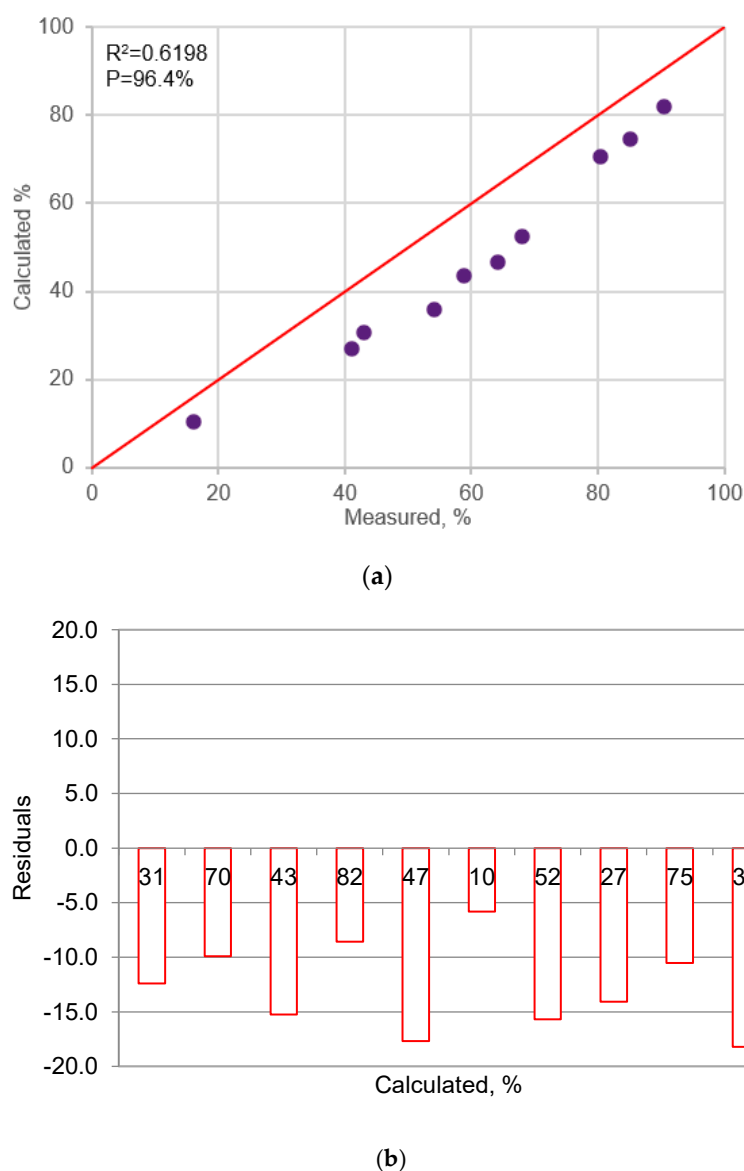 100
R²=0.6198
P=96.4%
80
60
40
20
0
Calculated %
0 20 40 60 80 100
Measured, %
(a)
20.0
15.0
10.0
5.0
0.0
-5.0
-10.0
-15.0
-20.0
Residuals
31 70 43 82 47 10 52 27 75
Calculated, %
(b)